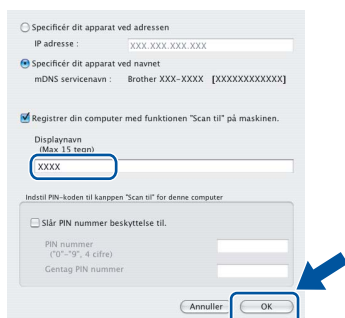 Specificér dit apparat ved adressen
IP adresse : XXX.XXX.XXX.XXX
Specificér dit apparat ved navnet
mDNS servicenavn : Brother XXX-XXXX [XXXXXXXXXXXX]
Registrer din computer med funktionen "Scan til" på maskinen.
Displaynavn
(Max 15 tegn)
XXXX
Indstil PIN-koden til kanppen "Scan til" for denne computer
Slår PIN nummer beskyttelse til.
PIN nummer
("0"-"9", 4 cifre)
Gentag PIN nummer
Annuller OK